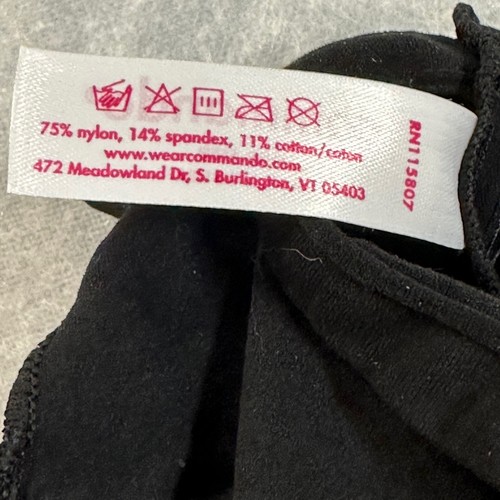 75% nylon, 14% spandex, 11% cotton/coton
www.wearcommando.com
472 Meadowland Dr, S. Burlington, VT 05403
RN115807